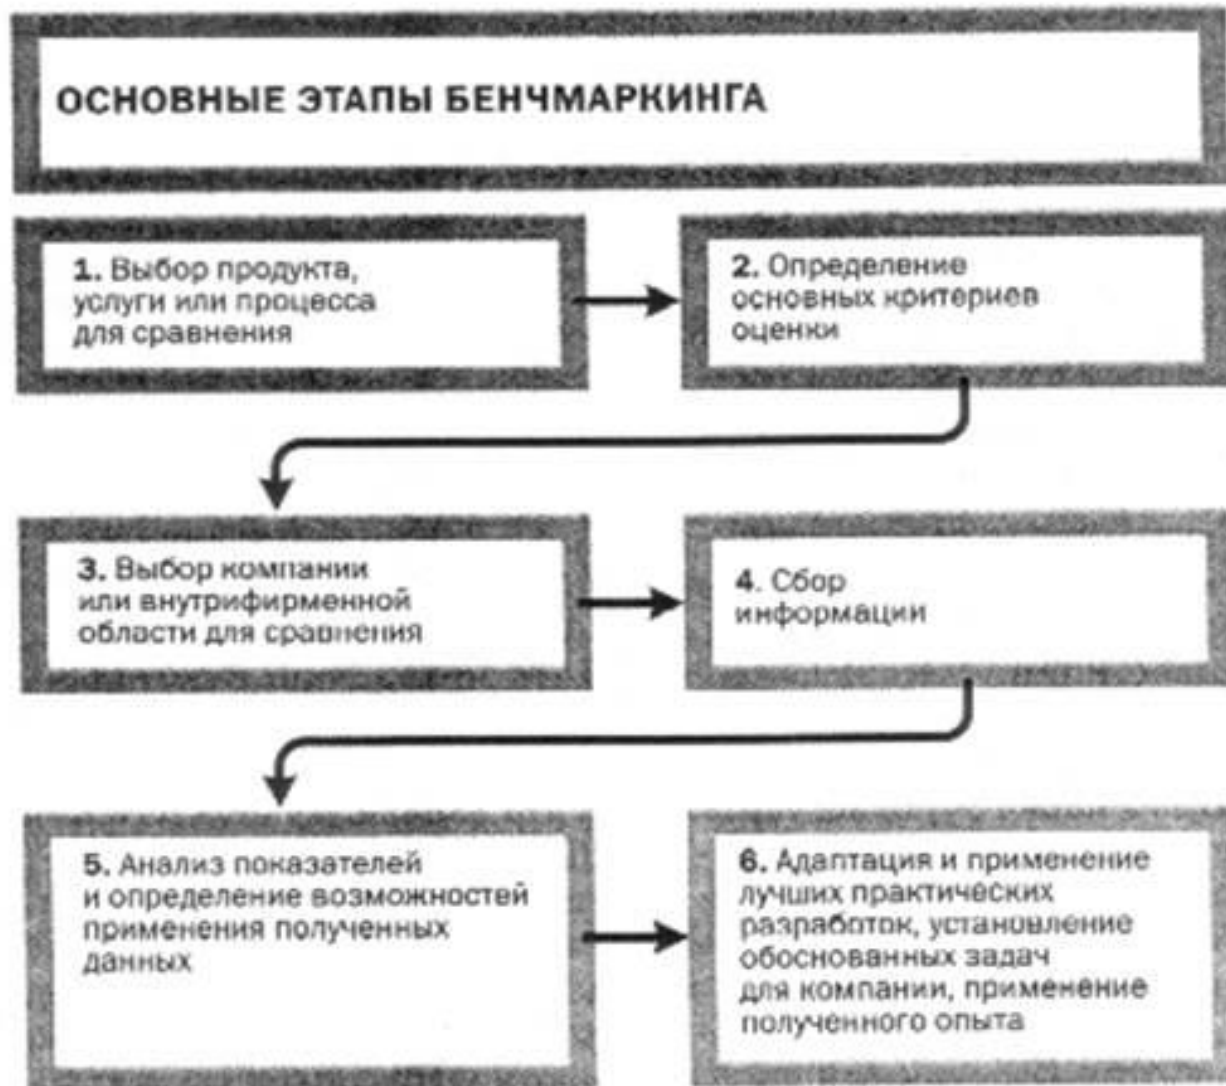 ОСНОВНЫЕ ЭТАПЫ БЕНЧМАРКИНГА
1. Выбор продукта,
услуги или процесса
для сравнения
2. Определение
основных критериев
оценки
3. Выбор компании
или внутрифирменной
области для сравнения
4. Сбор
информации
5. Анализ показателей
и определение возможностей
применения полученных
данных
6. Адаптация и применение
лучших практических
разработок, установление
обоснованных задач
для компании, применение
полученного опыта